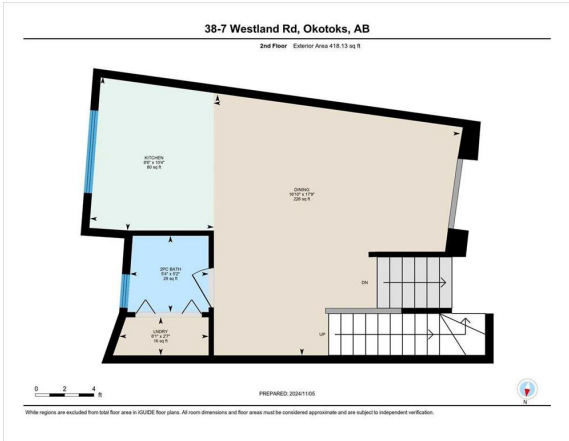 38-7 Westland Rd, Okotoks, AB
2nd Floor Exterior Area 418.13 sq ft
KITCHEN
8'8" x 10'4"
80 sq ft
DINING
16'10" x 17'9"
226 sq ft
2PC BATH
5'4" x 5'2"
28 sq ft
LNDRY
6'1" x 2'7"
16 sq ft
DN
UP
0 2 4
ft
PREPARED: 2024/11/05
N
White regions are excluded from total floor area in iGUIDE floor plans. All room dimensions and floor areas must be considered approximate and are subject to independent verification.